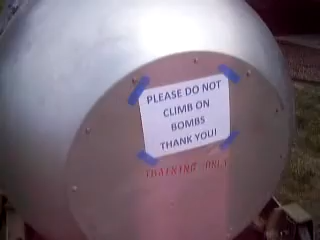 PLEASE DO NOT
CLIMB ON
BOMBS
THANK YOU!
TRAINING ONLY